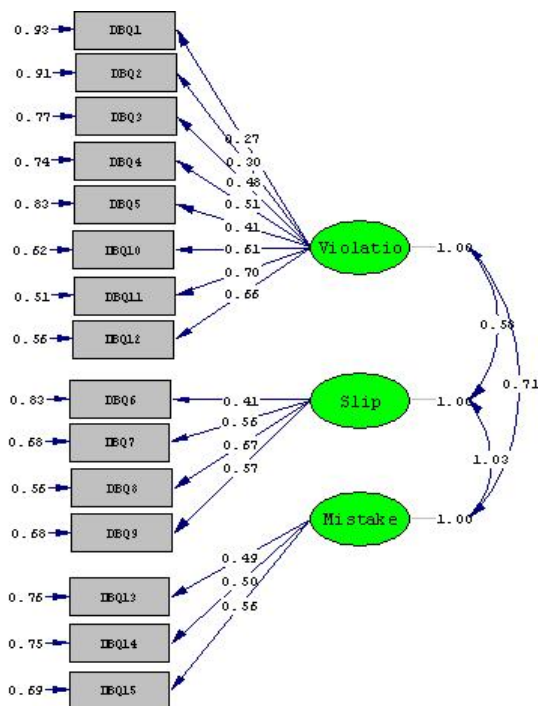 0.93 DBQ1
0.91 DBQ2
0.77 DBQ3
0.74 DBQ4
0.83 DBQ5
0.62 DBQ10
0.51 DBQ11
0.56 DBQ12
0.27
0.30
0.48
0.51
0.41
0.61
0.70
0.66
Violatio 1.00
0.83 DBQ6
0.68 DBQ7
0.56 DBQ8
0.68 DBQ9
0.41
0.56
0.67
0.57
Slip 1.00
0.76 DBQ13
0.75 DBQ14
0.69 DBQ15
0.49
0.50
0.56
Mistake 1.00
0.58
0.71
1.03